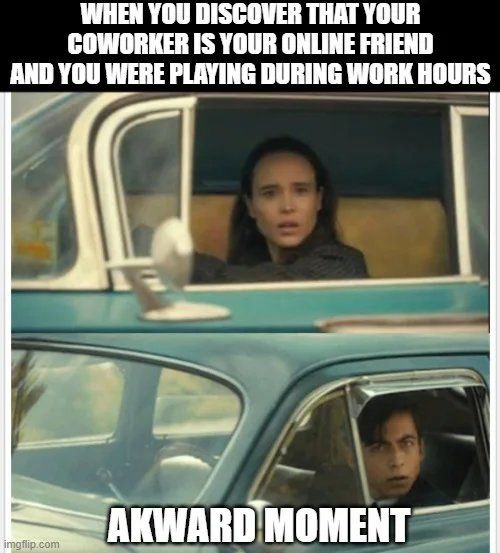 WHEN YOU DISCOVER THAT YOUR
COWORKER IS YOUR ONLINE FRIEND
AND YOU WERE PLAYING DURING WORK HOURS
AKWARD MOMENT
imgflip.com